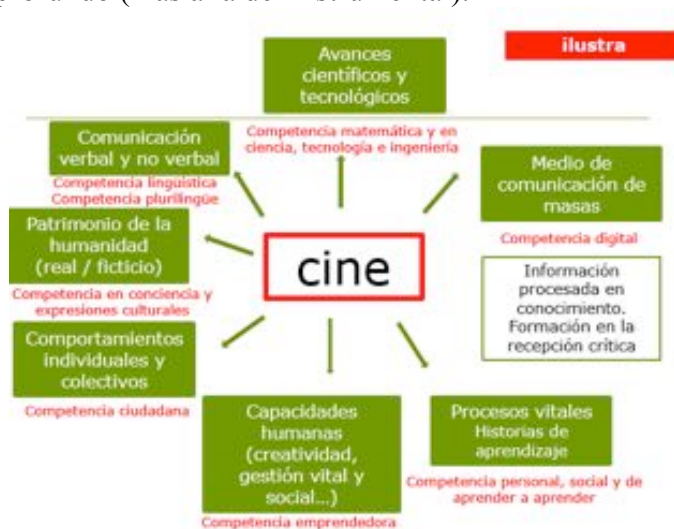 ilustra
Avances
científicos y
tecnológicos
Competencia matemática y en
ciencia, tecnología e ingeniería
Comunicación
verbal y no verbal
Competencia lingüística
Competencia plurilingüe
Medio de
comunicación de
masas
Competencia digital
Patrimonio de la
humanidad
(real / ficticio)
Competencia en conciencia y
expresiones culturales
cine
Información
procesada en
conocimiento.
Formación en la
recepción crítica
Comportamientos
individuales y
colectivos
Competencia ciudadana
Capacidades
humanas
(creatividad,
gestión vital y
social...)
Competencia emprendedora
Procesos vitales
Historias de
aprendizaje
Competencia personal, social y de
aprender a aprender